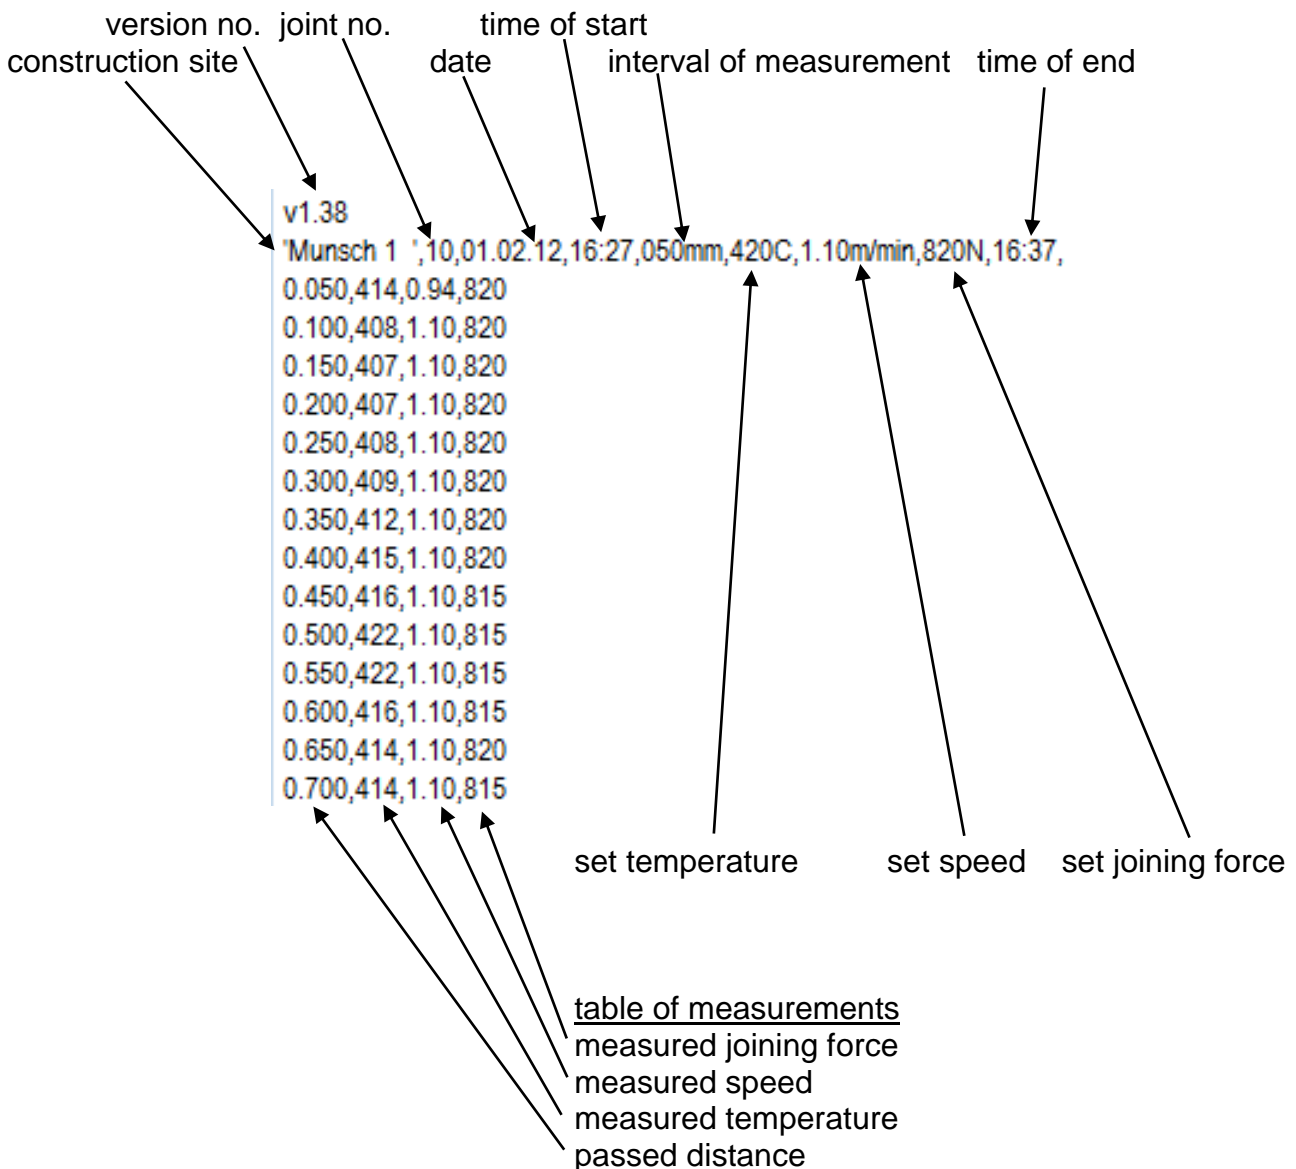 version no. joint no. time of start
construction site date interval of measurement time of end
v1.38
'Munsch 1  ',10,01.02.12,16:27,050mm,420C,1.10m/min,820N,16:37,
0.050,414,0.94,820
0.100,408,1.10,820
0.150,407,1.10,820
0.200,407,1.10,820
0.250,408,1.10,820
0.300,409,1.10,820
0.350,412,1.10,820
0.400,415,1.10,820
0.450,416,1.10,815
0.500,422,1.10,815
0.550,422,1.10,815
0.600,416,1.10,815
0.650,414,1.10,820
0.700,414,1.10,815
set temperature set speed set joining force
table of measurements
measured joining force
measured speed
measured temperature
passed distance